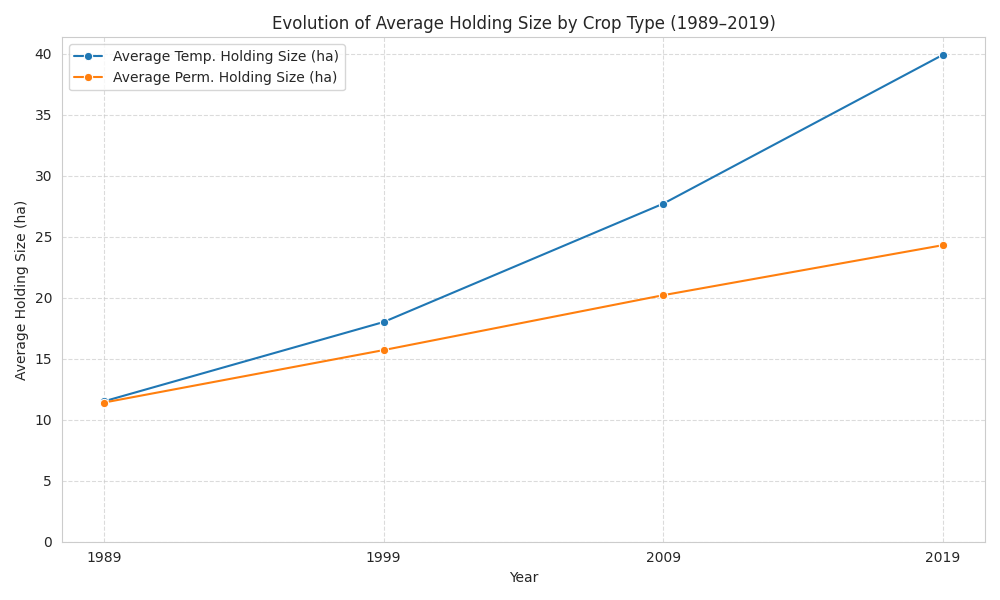 Evolution of Average Holding Size by Crop Type (1989–2019)
Average Temp. Holding Size (ha)
Average Perm. Holding Size (ha)
Average Holding Size (ha)
40
35
30
25
20
15
10
5
0
1989 1999 2009 2019
Year